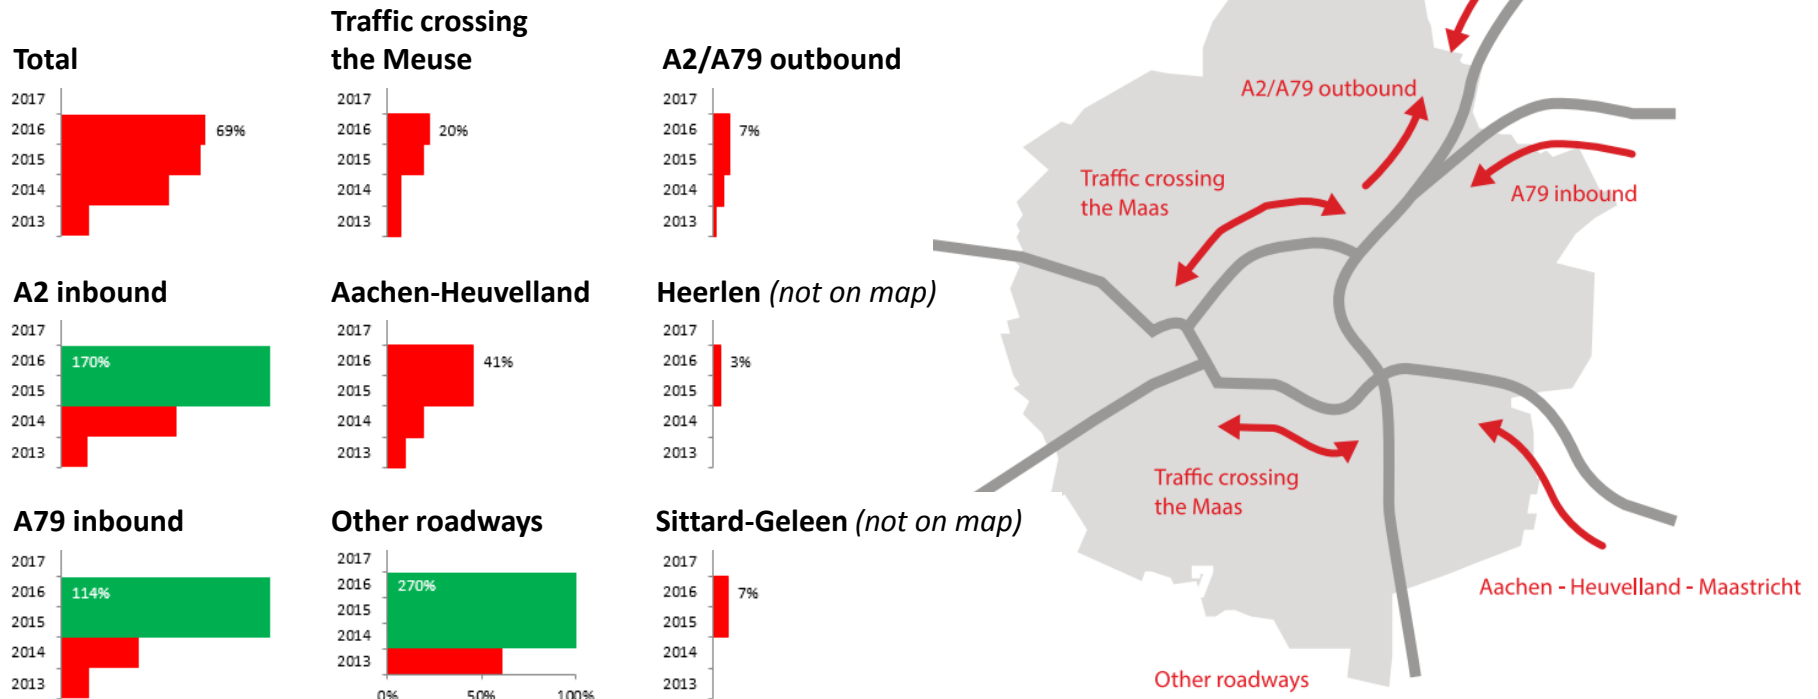 Total
2017
2016
69%
2015
2014
2013
Traffic crossing
the Meuse
2017
2016
20%
2015
2014
2013
A2/A79 outbound
2017
2016
7%
2015
2014
2013
A2 inbound
2017
2016
170%
2015
2014
2013
Aachen-Heuvelland
2017
2016
41%
2015
2014
2013
Heerlen (not on map)
2017
2016
3%
2015
2014
2013
A79 inbound
2017
2016
114%
2015
2014
2013
Other roadways
2017
2016
270%
2015
2014
2013
0% 50% 100%
Sittard-Geleen (not on map)
2017
2016
7%
2015
2014
2013
A2/A79 outbound
Traffic crossing
the Maas
A79 inbound
Traffic crossing
the Maas
Aachen - Heuvelland - Maastricht
Other roadways